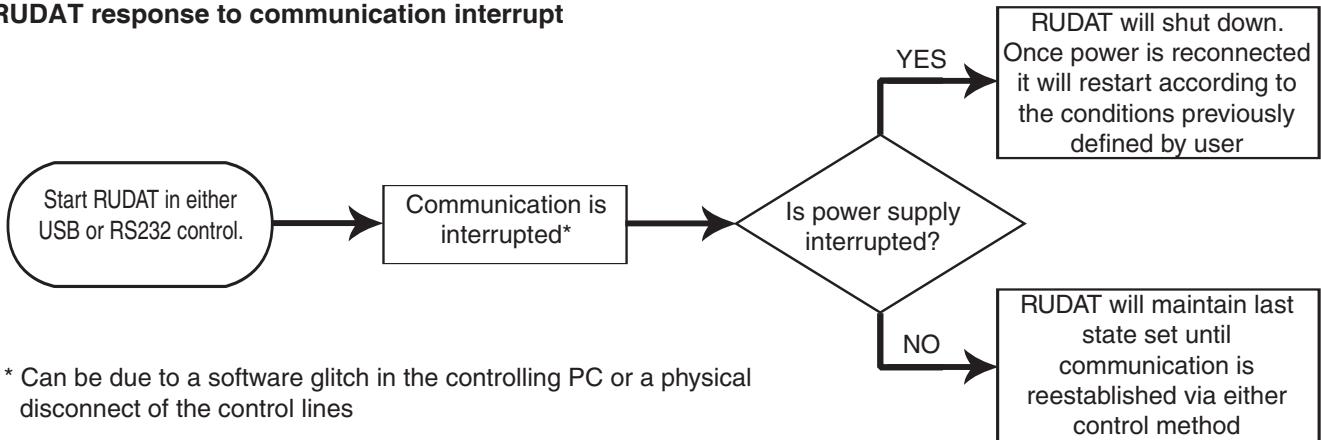 RUDAT response to communication interrupt
Start RUDAT in either
USB or RS232 control.
Communication is
interrupted*
Is power supply
interrupted?
YES
RUDAT will shut down.
Once power is reconnected
it will restart according to
the conditions previously
defined by user
NO
RUDAT will maintain last
state set until
communication is
reestablished via either
control method
* Can be due to a software glitch in the controlling PC or a physical
disconnect of the control lines